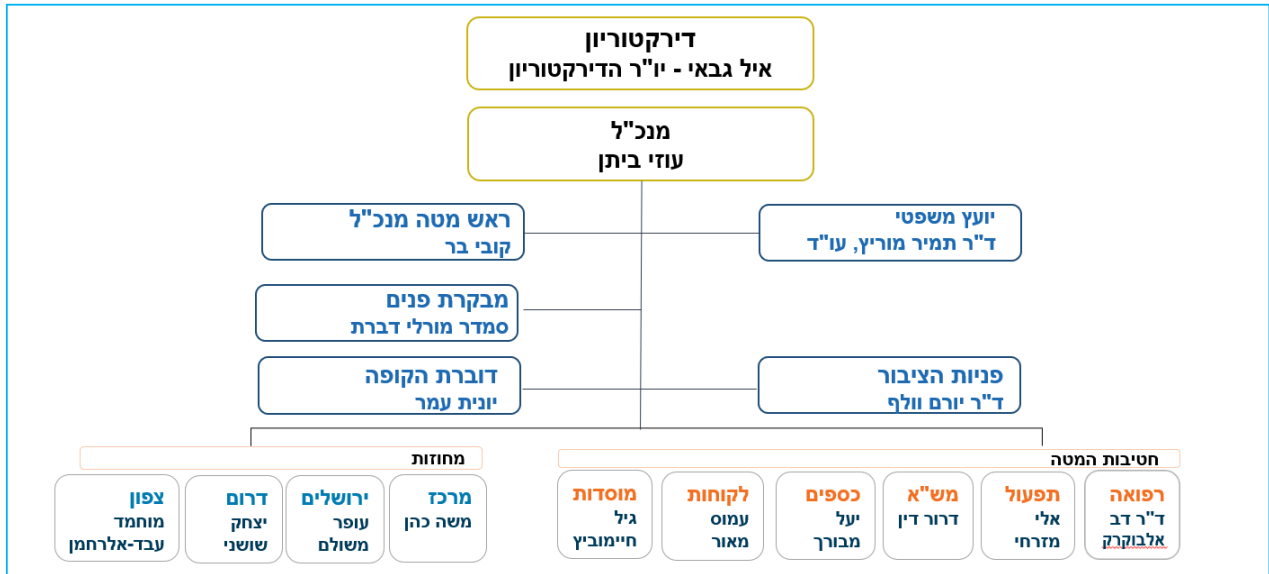 דירקטוריון
איל גבאי - יו"ר הדירקטוריון
מנכ"ל
עוזי ביתן
יועץ משפטי
ד"ר תמיר מוריץ, עו"ד
ראש מטה מנכ"ל
קובי בר
מבקרת פנים
סמדר מורלי דברת
פניות הציבור
ד"ר יורם וולף
דוברת הקופה
יונית עמר
חטיבות המטה
רפואה
ד"ר דב
אלבוקרק
תפעול
אלי
מזרחי
מש"א
דרור דין
כספים
יעל
מבורך
לקוחות
עמוס
מאור
מוסדות
גיל
חיימוביץ
מחוזות
מרכז
משה כהן
ירושלים
עופר
משולם
דרום
יצחק
שושני
צפון
מוחמד
עבד-אלרחמן